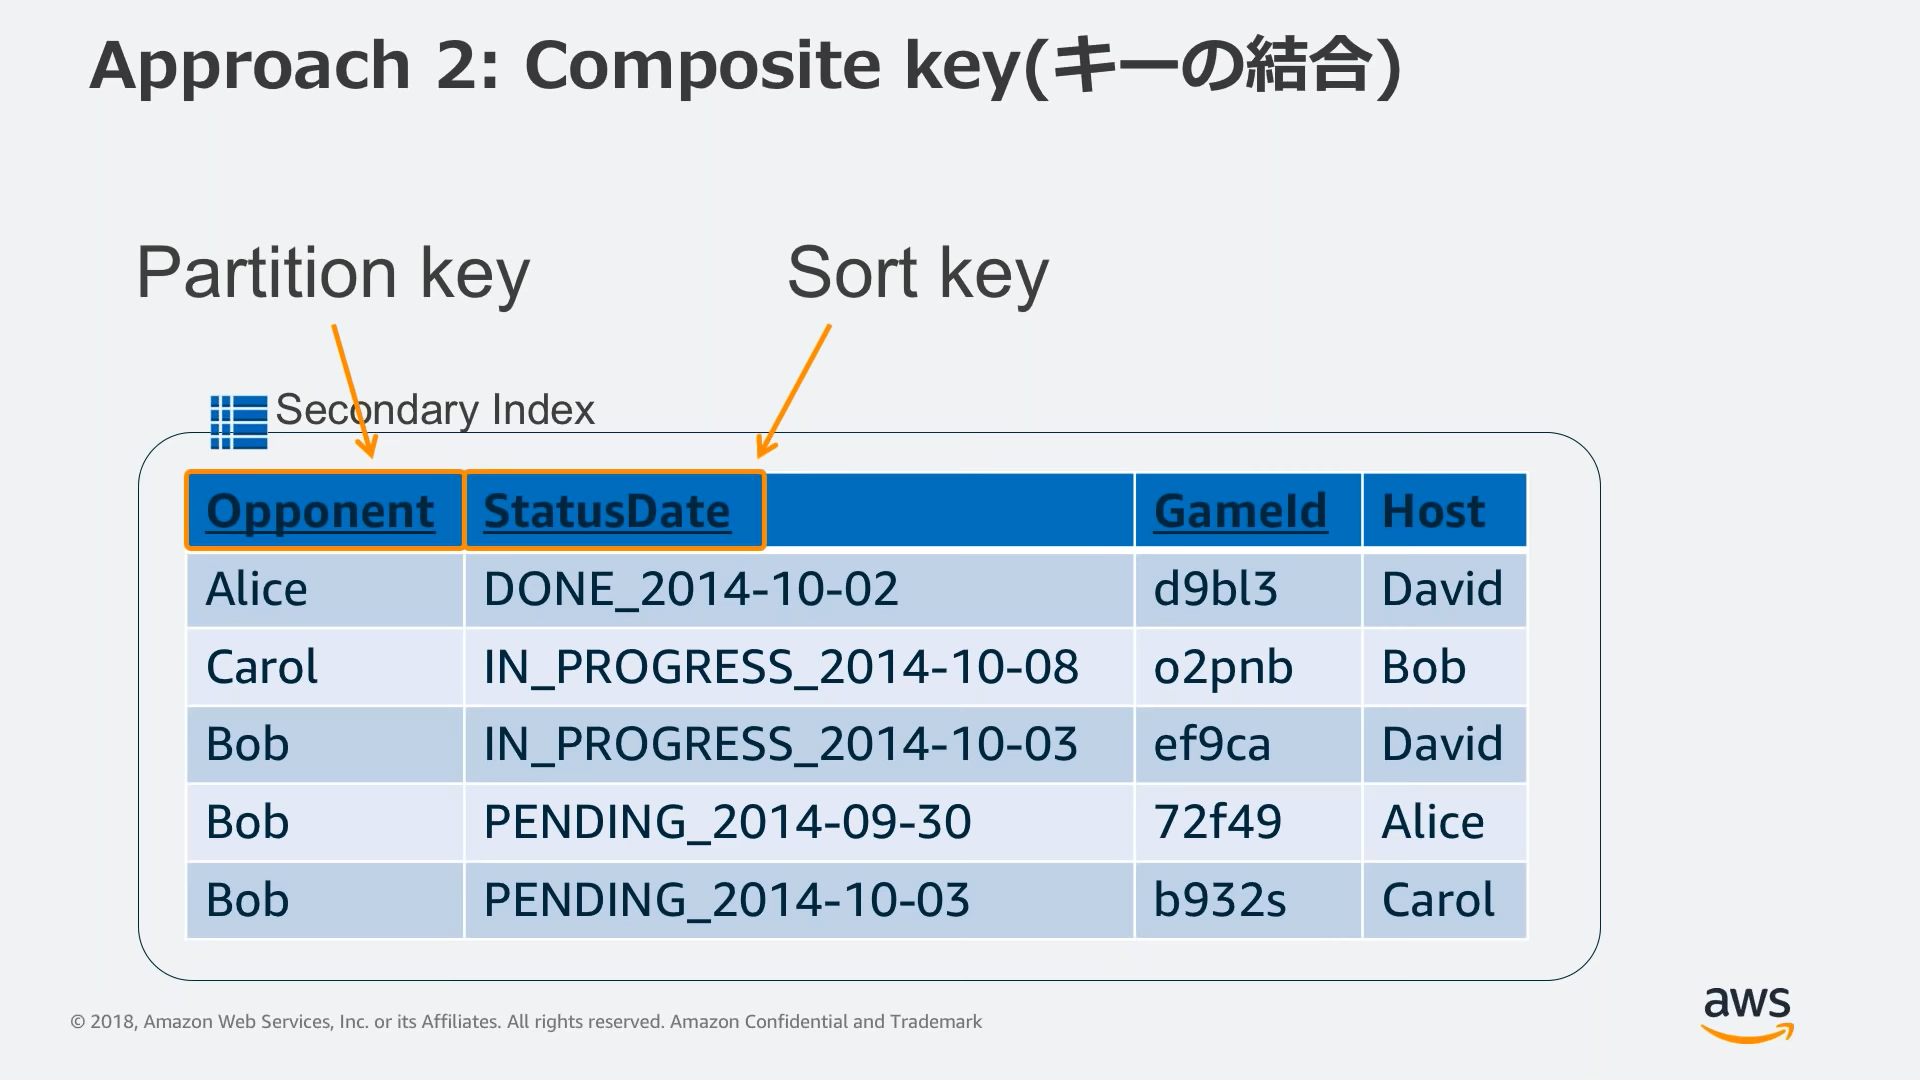 Approach 2: Composite key(キーの結合)
Partition key Sort key
Secondary Index
Opponent StatusDate GameId Host
Alice DONE_2014-10-02 d9bl3 David
Carol IN_PROGRESS_2014-10-08 o2pnb Bob
Bob IN_PROGRESS_2014-10-03 ef9ca David
Bob PENDING_2014-09-30 72f49 Alice
Bob PENDING_2014-10-03 b932s Carol
© 2018, Amazon Web Services, Inc. or its Affiliates. All rights reserved. Amazon Confidential and Trademark
aws